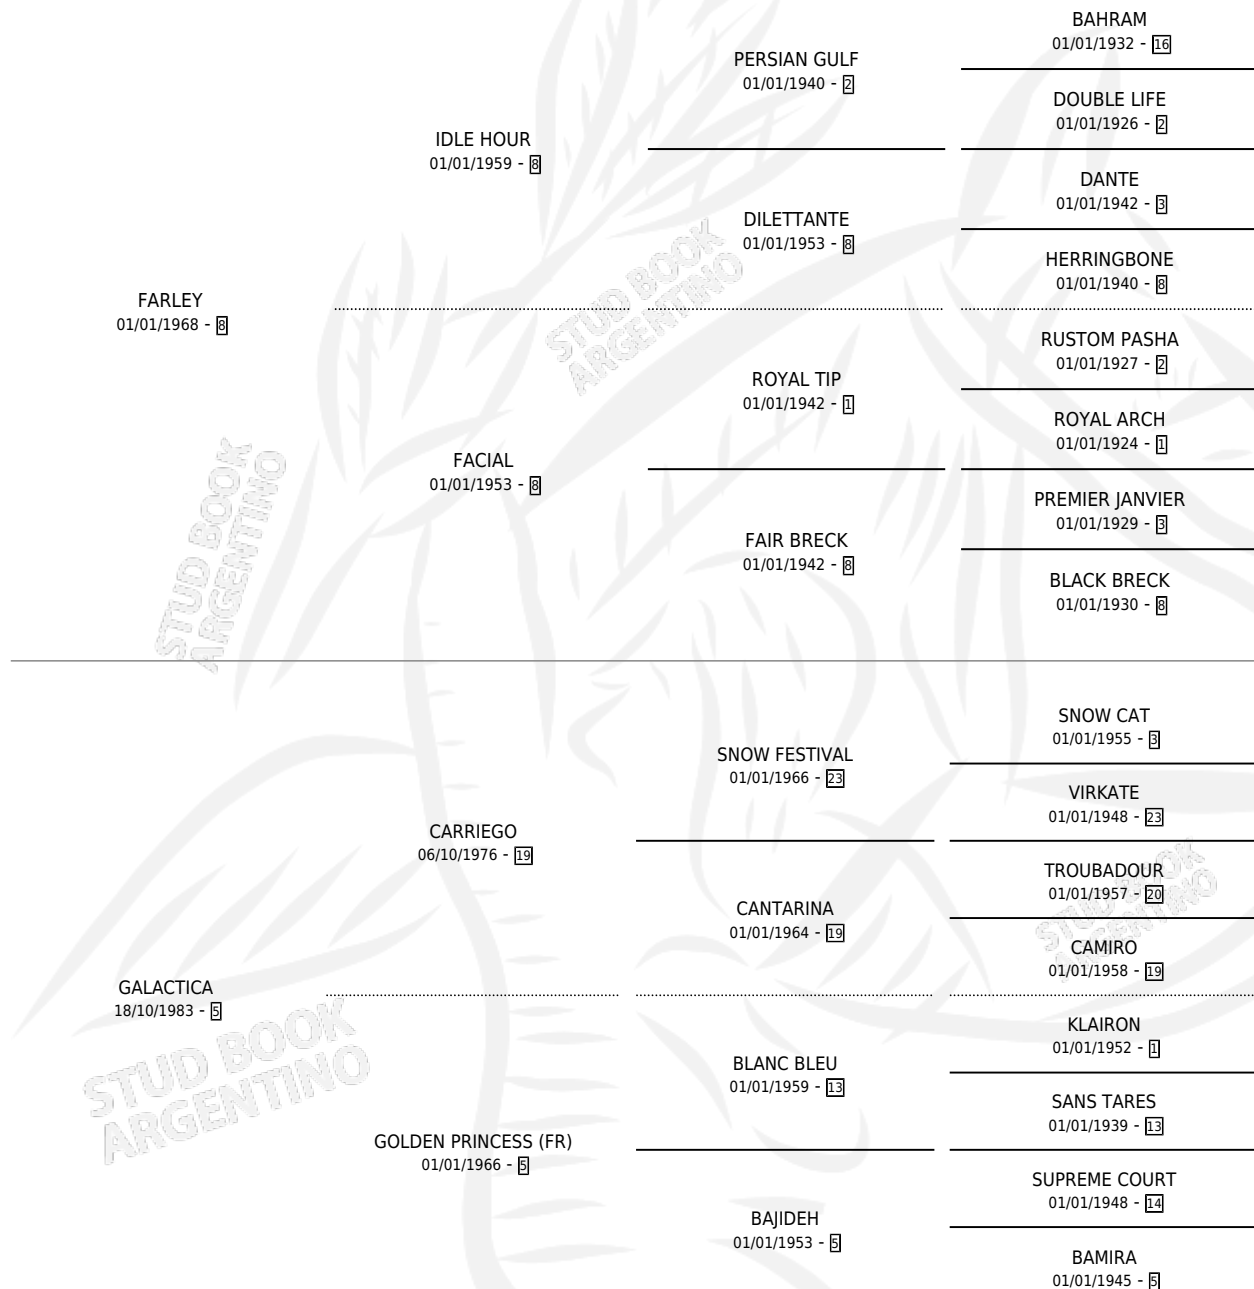 BAHRAM
01/01/1932 - 16
PERSIAN GULF
01/01/1940 - 2
DOUBLE LIFE
01/01/1926 - 2
IDLE HOUR
01/01/1959 - 8
DANTE
01/01/1942 - 3
DILETTANTE
01/01/1953 - 8
HERRINGBONE
01/01/1940 - 8
FARLEY
01/01/1968 - 8
RUSTOM PASHA
01/01/1927 - 2
ROYAL TIP
01/01/1942 - 1
ROYAL ARCH
01/01/1924 - 1
FACIAL
01/01/1953 - 8
PREMIER JANVIER
01/01/1929 - 3
FAIR BRECK
01/01/1942 - 8
BLACK BRECK
01/01/1930 - 8
SNOW CAT
01/01/1955 - 3
SNOW FESTIVAL
01/01/1966 - 23
VIRKATE
01/01/1948 - 23
CARRIEGO
06/10/1976 - 19
TROUBADOUR
01/01/1957 - 20
CANTARINA
01/01/1964 - 19
CAMIRO
01/01/1958 - 19
GALACTICA
18/10/1983 - 5
KLAIRON
01/01/1952 - 1
BLANC BLEU
01/01/1959 - 13
SANS TARES
01/01/1939 - 13
GOLDEN PRINCESS (FR)
01/01/1966 - 5
SUPREME COURT
01/01/1948 - 14
BAJIDEH
01/01/1953 - 5
BAMIRA
01/01/1945 - 5
STUD BOOK
ARGENTINO
STUD BOOK
ARGENTINO
STUD BOOK
ARGENTINO
STUD BOOK
ARGENTINO